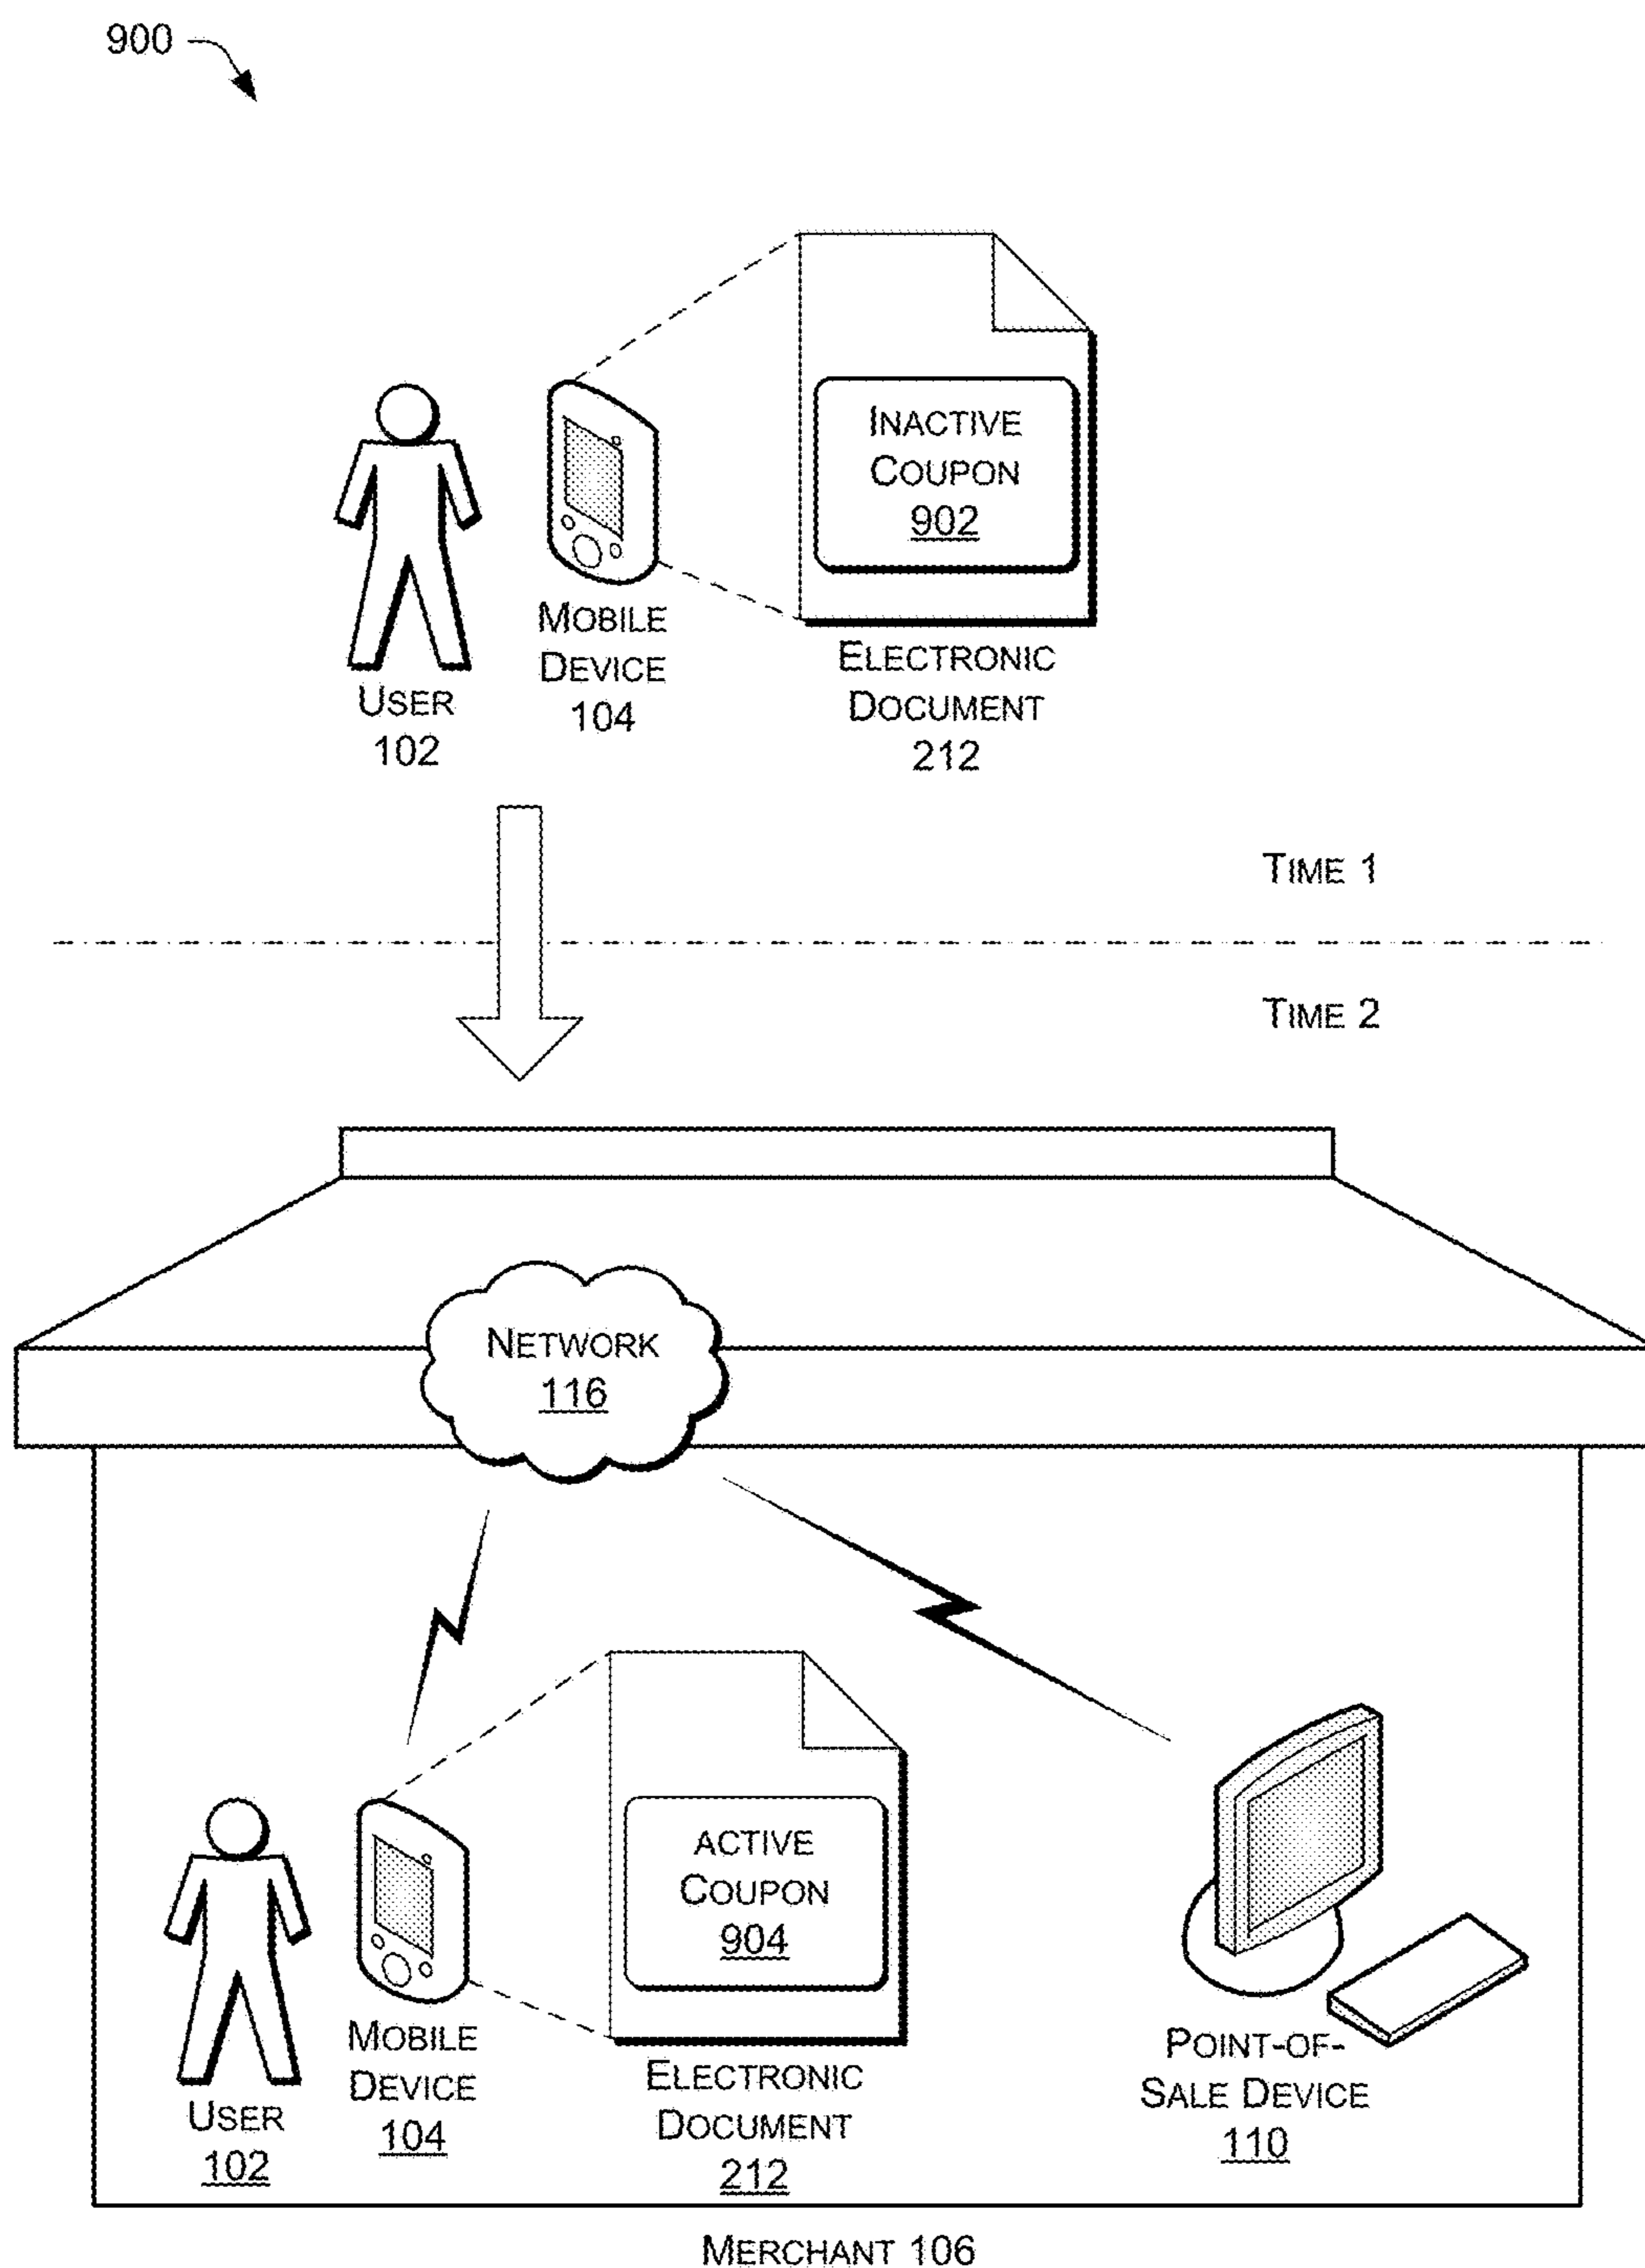 900
INACTIVE
COUPON
902
MOBILE
DEVICE
104
USER
102
ELECTRONIC
DOCUMENT
212
TIME 1
TIME 2
NETWORK
116
ACTIVE
COUPON
904
MOBILE
DEVICE
104
USER
102
ELECTRONIC
DOCUMENT
212
POINT-OF-
SALE DEVICE
110
MERCHANT 106